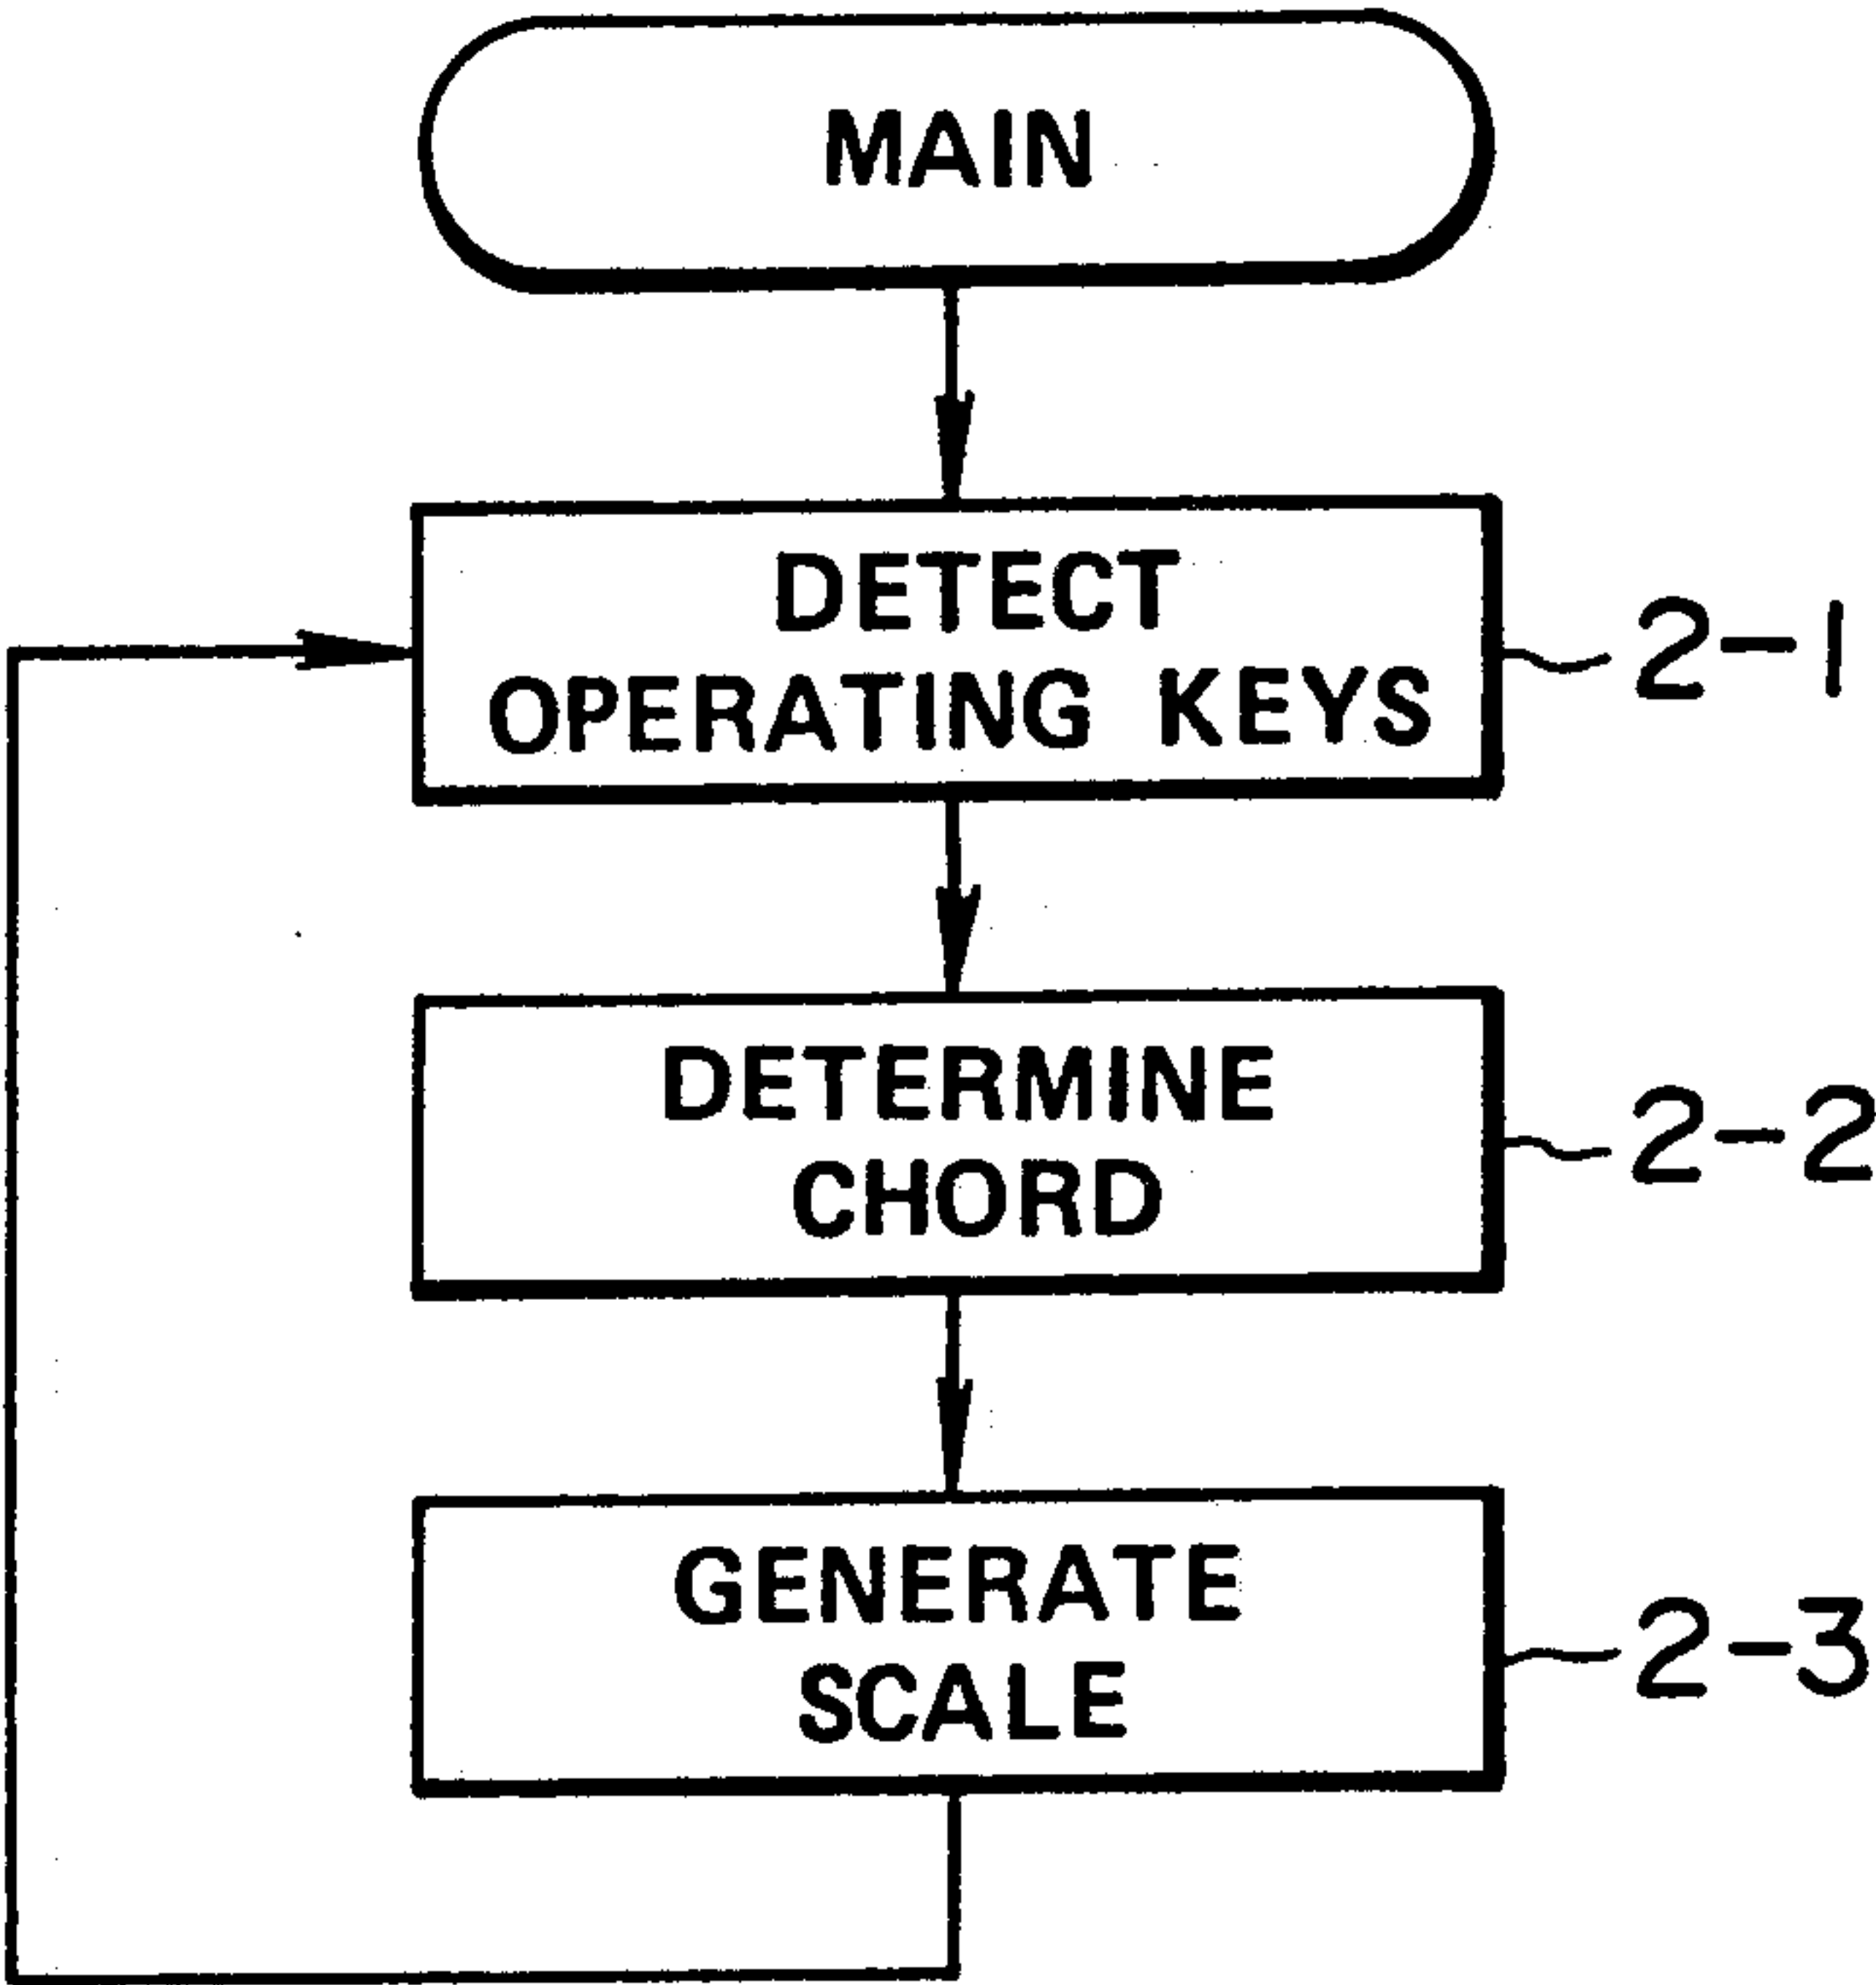 MAIN
DETECT
OPERATING KEYS
2-1
DETERMINE
CHORD
2-2
GENERATE
SCALE
2-3